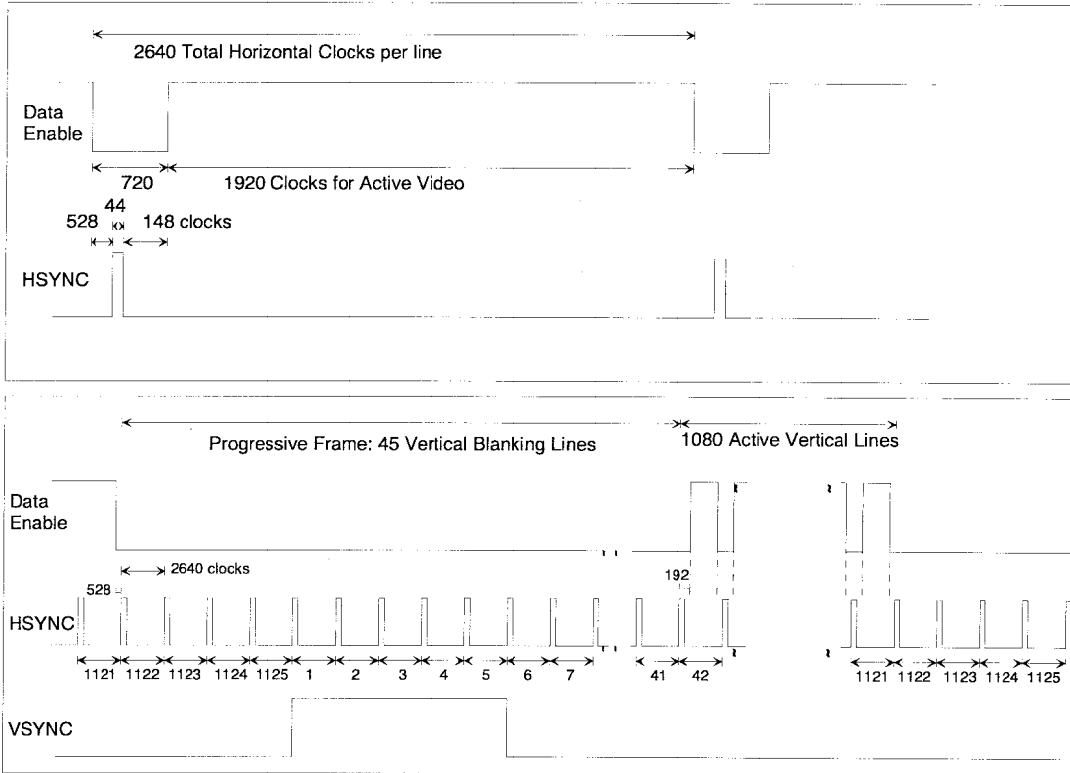 2640 Total Horizontal Clocks per line
Data
Enable
720
1920 Clocks for Active Video
44
528
148 clocks
HSYNC
Progressive Frame: 45 Vertical Blanking Lines
1080 Active Vertical Lines
Data
Enable
2640 clocks
528
192
HSYNC
1121 1122 1123 1124 1125 1 2 3 4 5 6 7 41 42 1121 1122 1123 1124 1125
VSYNC